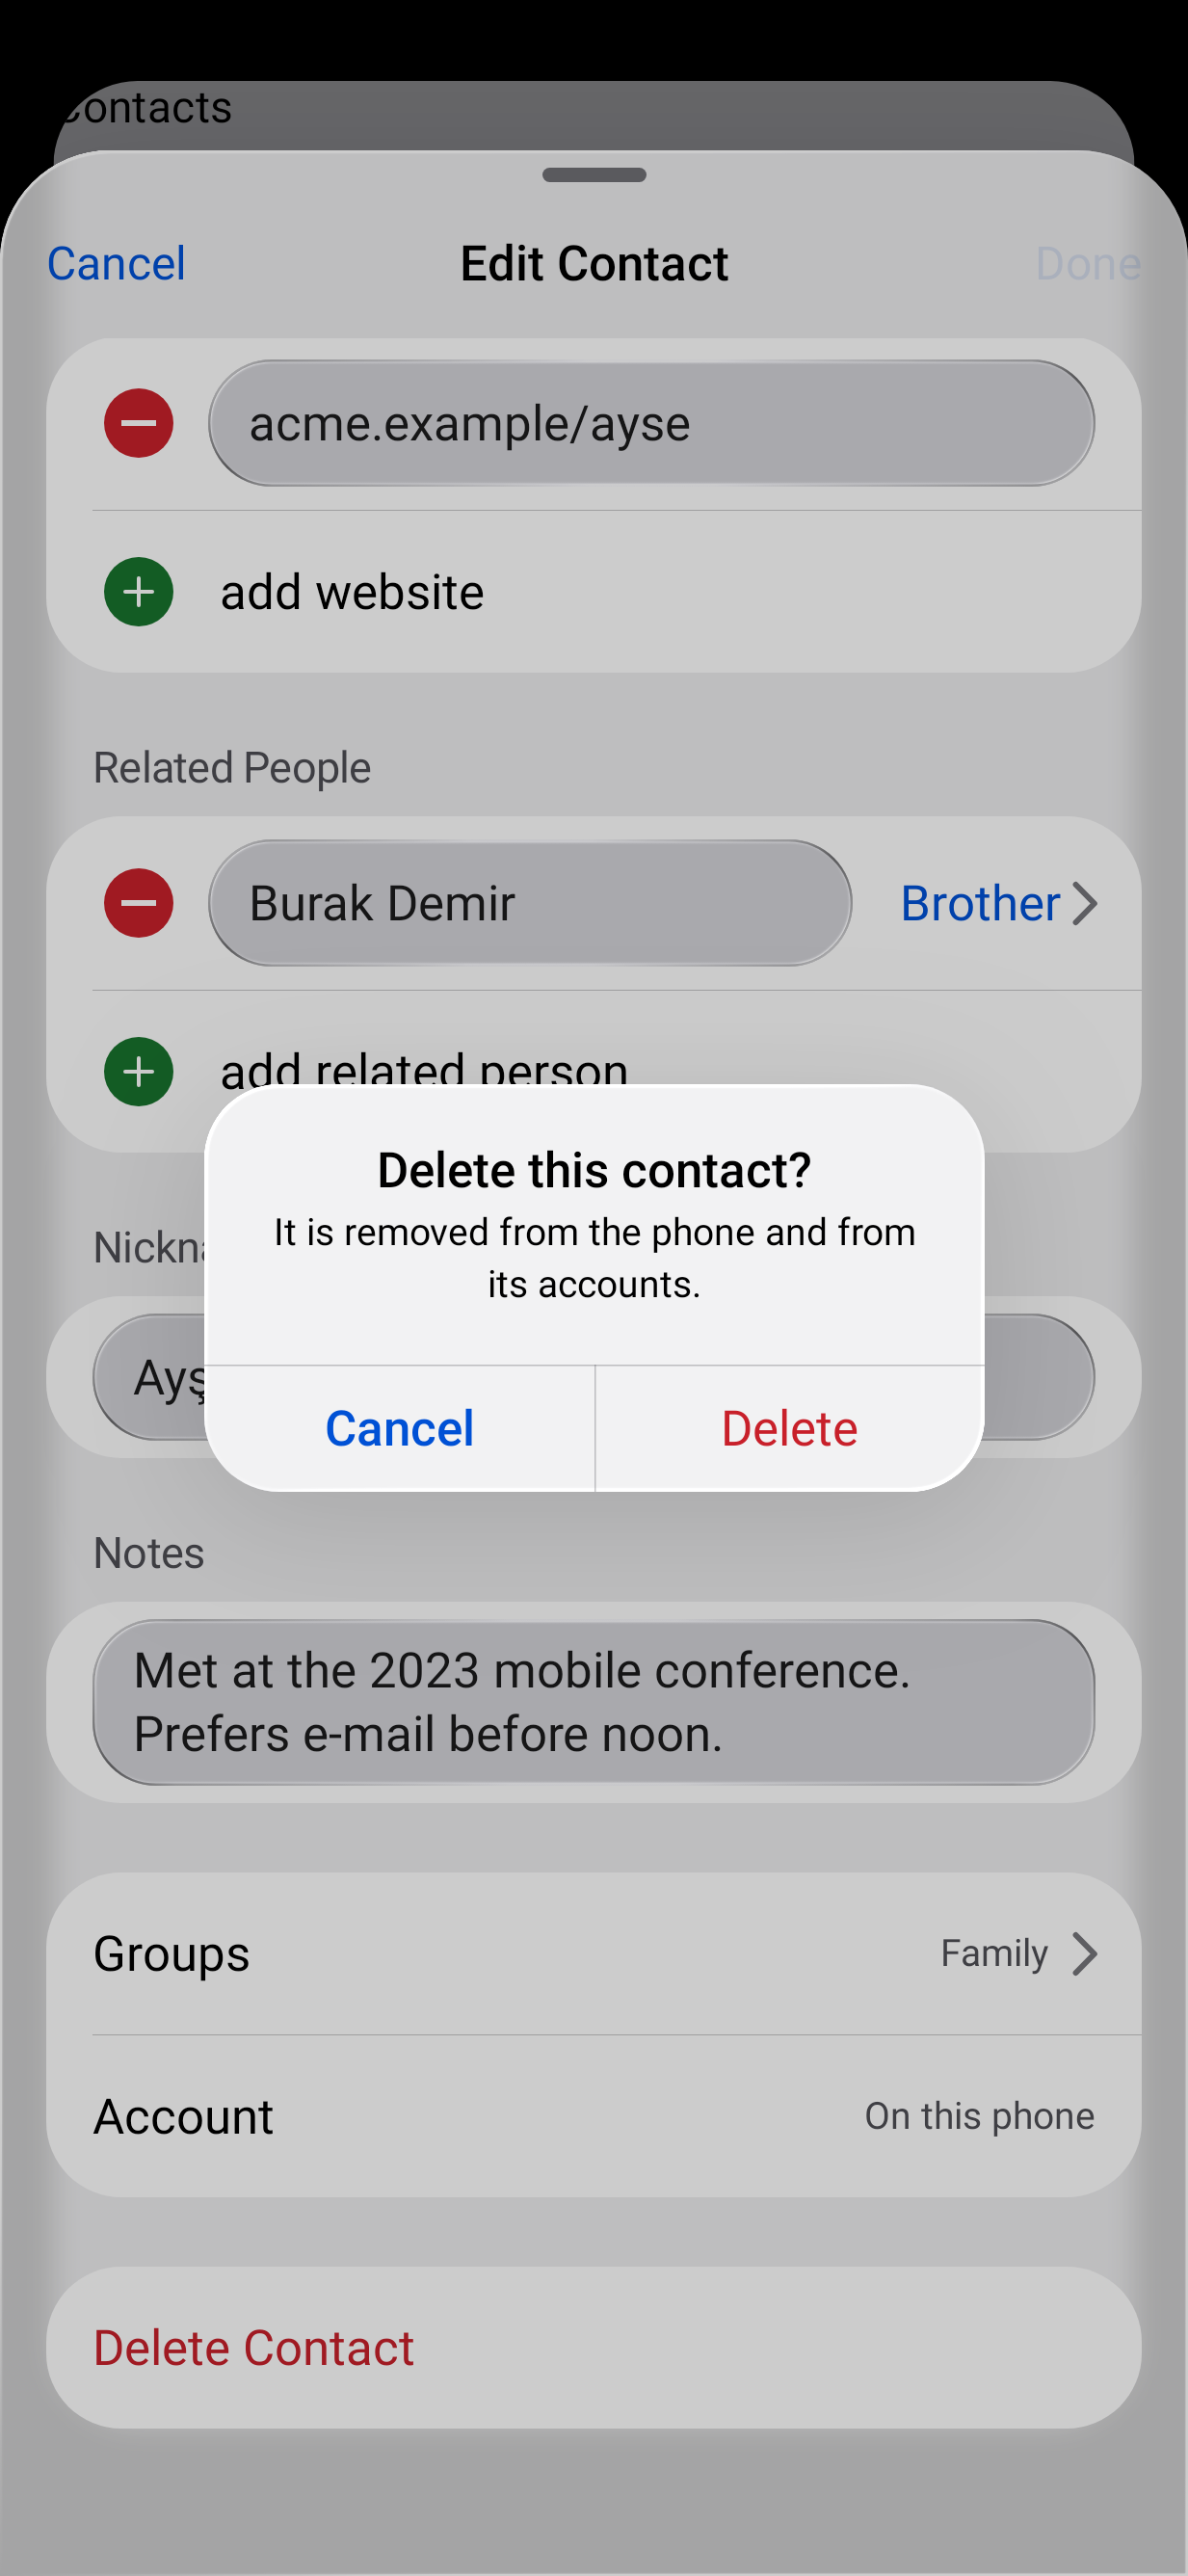 Contacts
Cancel
Edit Contact
Done
acme.example/ayse
add website
Related People
Burak Demir
Brother
add related person
Delete this contact?
It is removed from the phone and from
its accounts.
Cancel
Delete
Notes
Met at the 2023 mobile conference.
Prefers e-mail before noon.
Groups
Family
Account
On this phone
Delete Contact